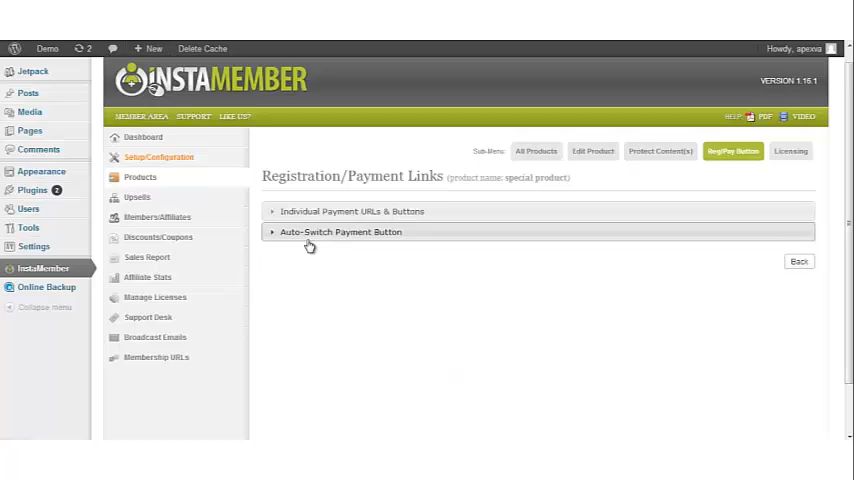 Demo 2 + New Delete Cache Howdy, apexva
Jetpack
Posts
Media
Pages
Comments
Appearance
Plugins 2
Users
Tools
Settings
InstaMember
Online Backup
Collapse menu
INSTAMEMBER
VERSION 1.16.1
MEMBER AREA SUPPORT LIKE US? HELP: PDF VIDEO
Dashboard
Setup/Configuration
Products
Upsells
Members/Affiliates
Discounts/Coupons
Sales Report
Affiliate Stats
Manage Licenses
Support Desk
Broadcast Emails
Membership URLs
Sub-Menu: All Products Edit Product Protect Content(s) Reg/Pay Button Licensing
Registration/Payment Links (product name: special product)
Individual Payment URLs & Buttons
Auto-Switch Payment Button
Back